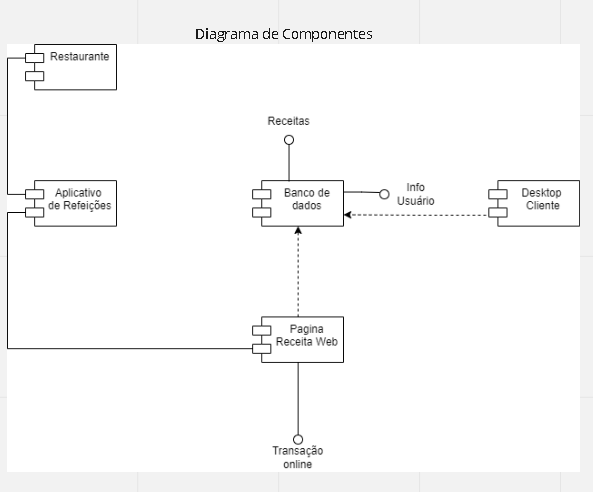 Diagrama de Componentes
Restaurante
Receitas
Aplicativo
de Refeições
Banco de
dados
Info
Usuário
Desktop
Cliente
Pagina
Receita Web
Transação
online